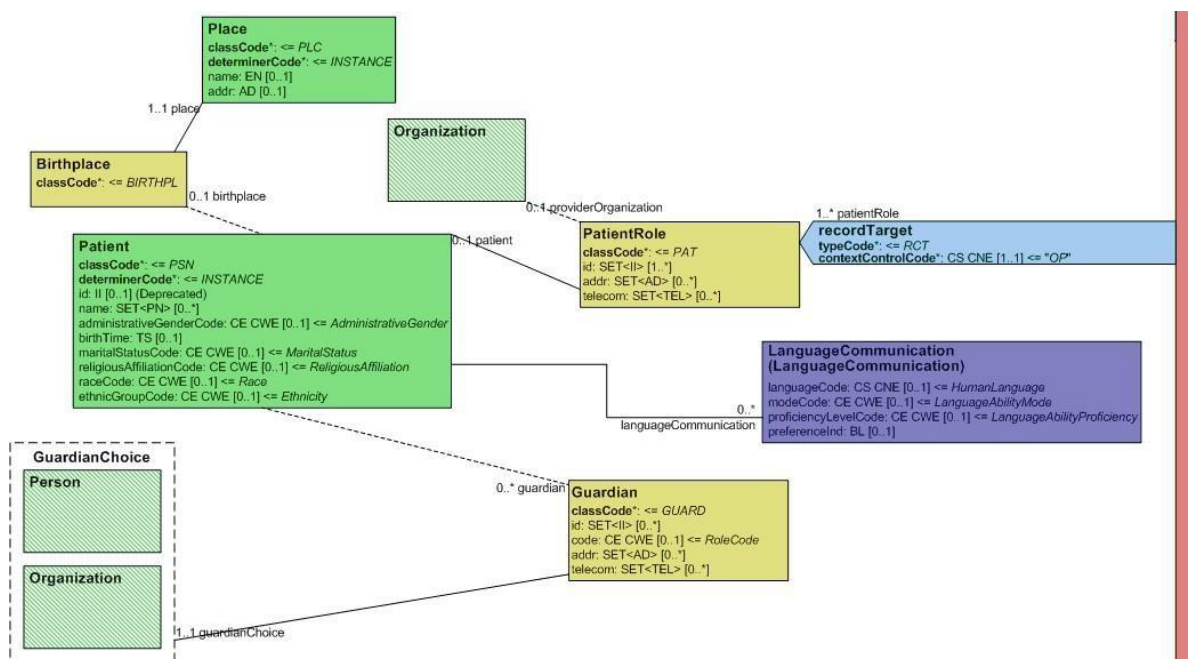 Place
classCode*: <= PLC
determinerCode*: <= INSTANCE
name: EN [0..1]
addr: AD [0..1]
1..1 place
Organization
Birthplace
classCode*: <= BIRTHPL
0..1 birthplace
0..1 providerOrganization
PatientRole
classCode*: <= PAT
id: SET<II> [1..*]
addr: SET<AD> [0..*]
telecom: SET<TEL> [0..*]
1..* patientRole
recordTarget
typeCode*: <= RCT
contextControlCode*: CS CNE [1..1] <= "OP"
0..1 patient
Patient
classCode*: <= PSN
determinerCode*: <= INSTANCE
id: II [0..1] (Deprecated)
name: SET<PN> [0..*]
administrativeGenderCode: CE CWE [0..1] <= AdministrativeGender
birthTime: TS [0..1]
maritalStatusCode: CE CWE [0..1] <= MaritalStatus
religiousAffiliationCode: CE CWE [0..1] <= ReligiousAffiliation
raceCode: CE CWE [0..1] <= Race
ethnicGroupCode: CE CWE [0..1] <= Ethnicity
LanguageCommunication
(LanguageCommunication)
languageCode: CS CNE [0..1] <= HumanLanguage
modeCode: CE CWE [0..1] <= LanguageAbilityMode
proficiencyLevelCode: CE CWE [0..1] <= LanguageAbilityProficiency
preferenceInd: BL [0..1]
0..*
languageCommunication
GuardianChoice
Person
Organization
0..* guardian
Guardian
classCode*: <= GUARD
id: SET<II> [0..*]
code: CE CWE [0..1] <= RoleCode
addr: SET<AD> [0..*]
telecom: SET<TEL> [0..*]
1..1 guardianChoice